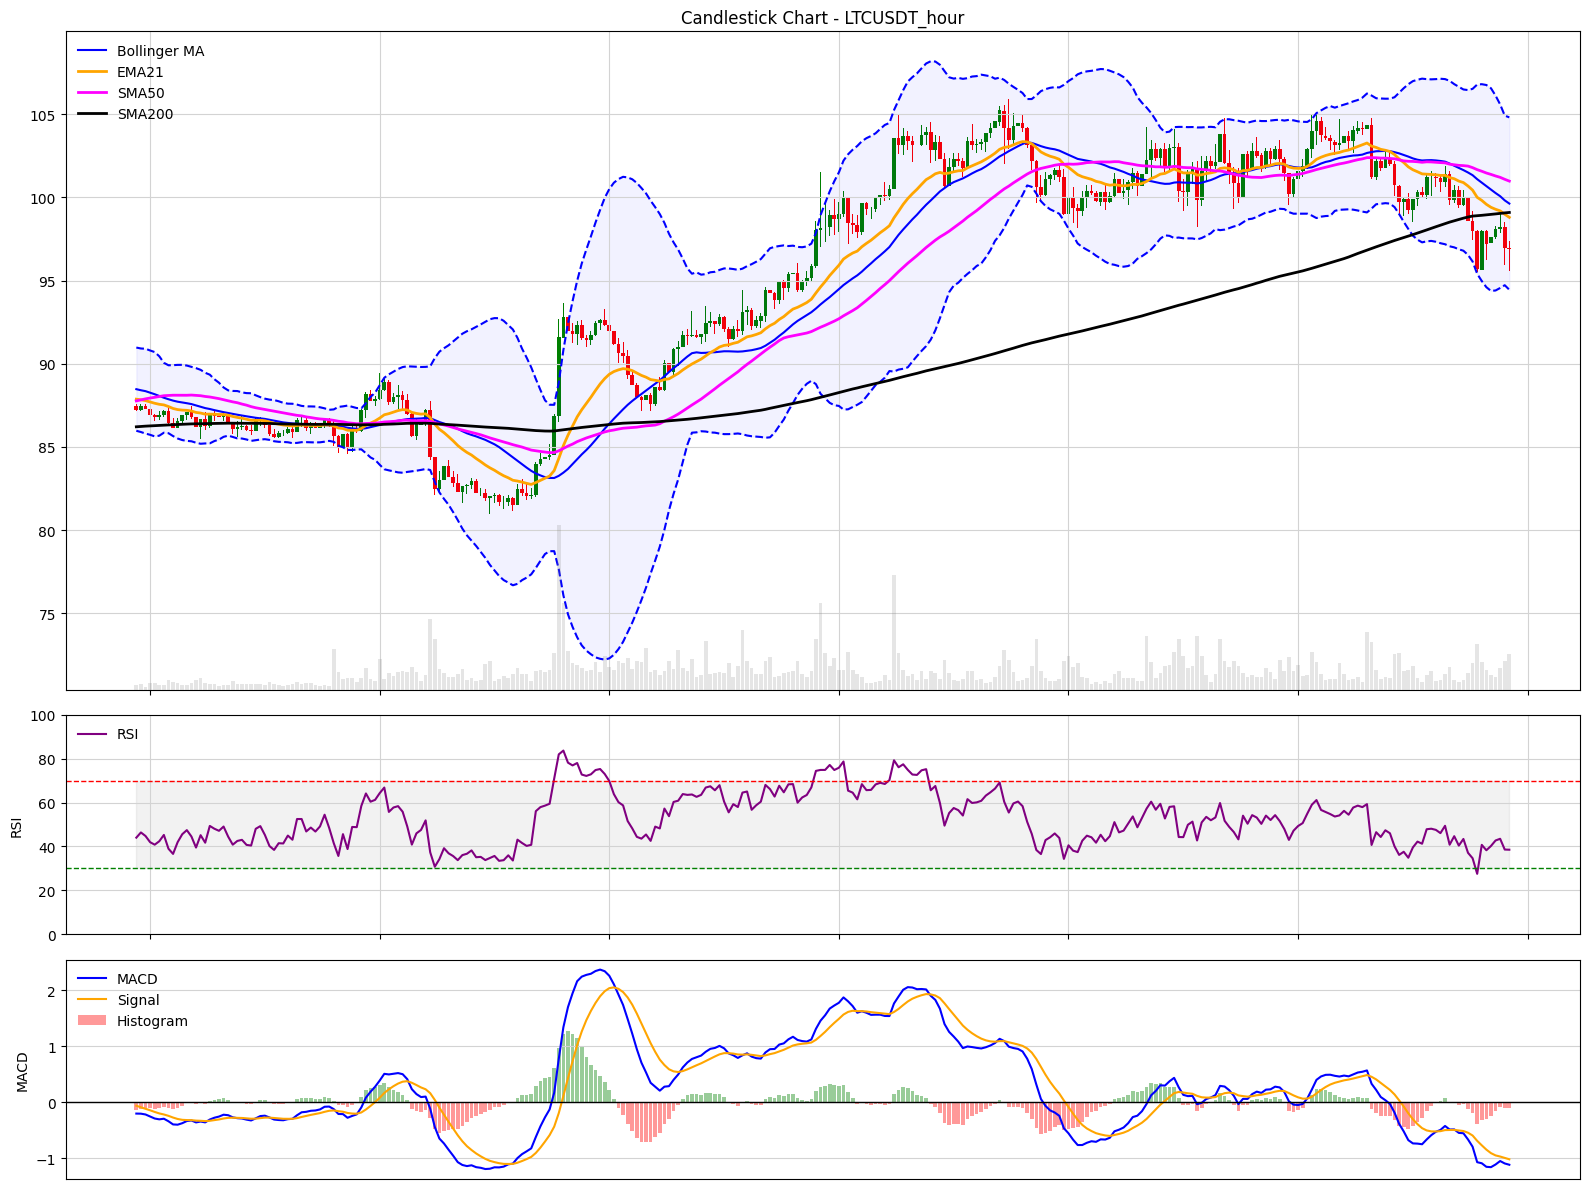 Candlestick Chart - LTCUSDT_hour
Bollinger MA
EMA21
SMA50
SMA200
105
100
95
90
85
80
75
RSI
100
80
60
40
20
0
RSI
MACD
Signal
Histogram
2
1
0
−1
MACD